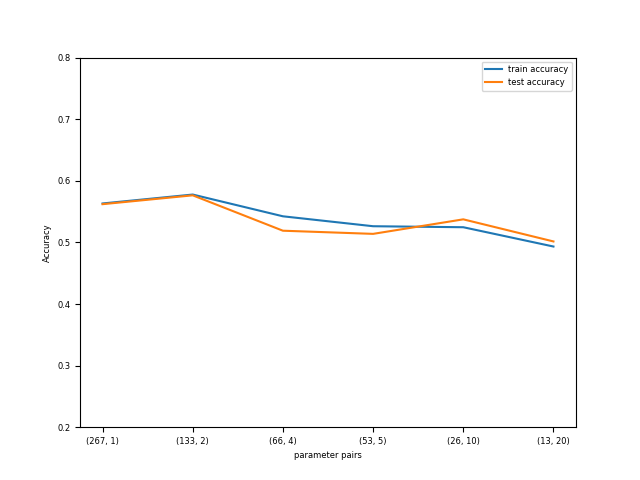 0.8
0.7
0.6
0.5
0.4
0.3
0.2
Accuracy
train accuracy
test accuracy
(267, 1) (133, 2) (66, 4) (53, 5) (26, 10) (13, 20)
parameter pairs